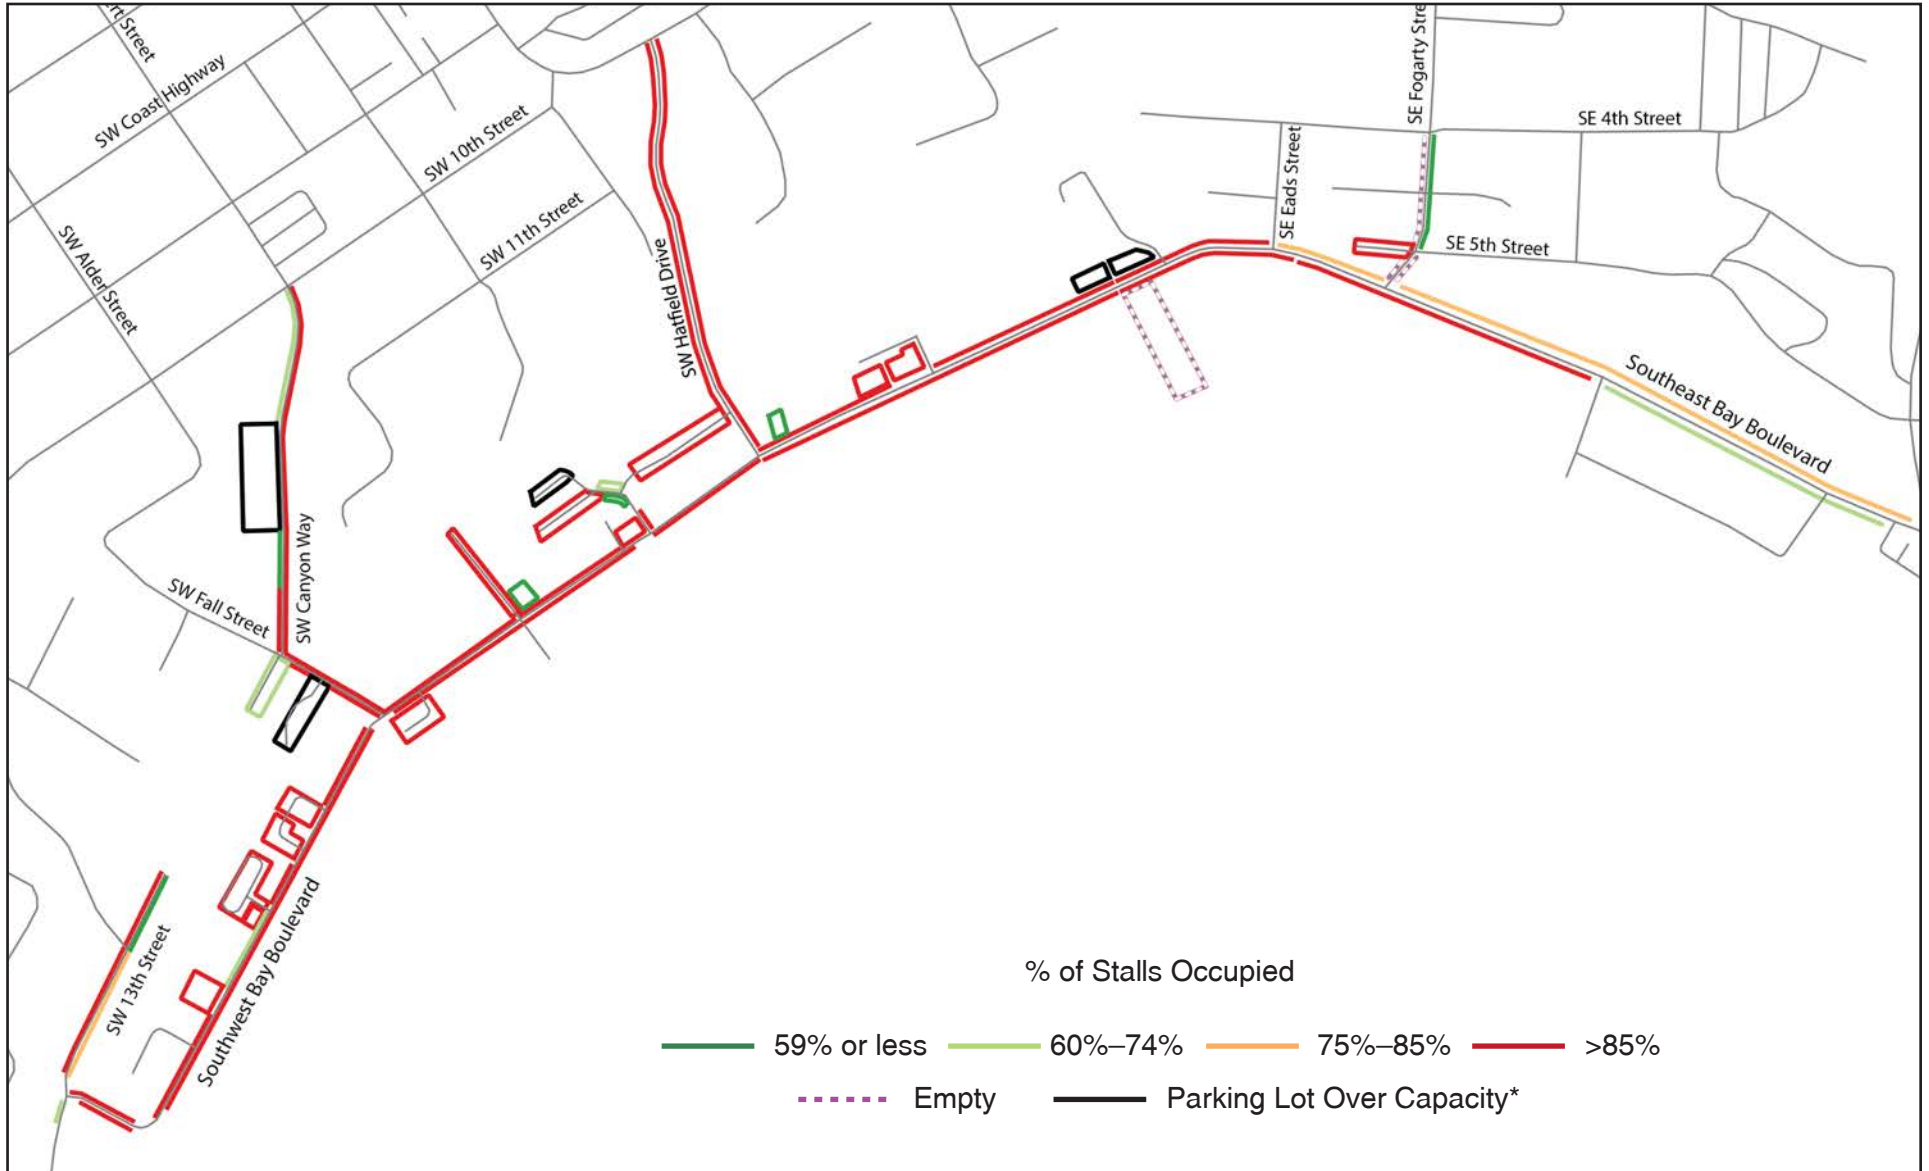 SW Coast Highway
SE Fogarty Stre
SE 4th Street
SW 10th Street
SE Eads Street
SW 11th Street
SE 5th Street
SW Alder Street
SW Hatfield Drive
Southeast Bay Boulevard
SW Canyon Way
SW Fall Street
SW 13th Street
Southwest Bay Boulevard
% of Stalls Occupied
59% or less 60%–74% 75%–85% >85%
Empty Parking Lot Over Capacity*